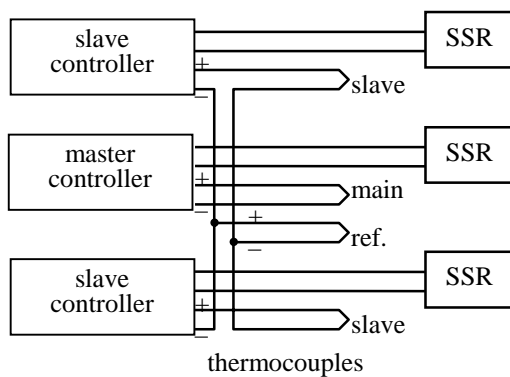 slave
controller
SSR
+
−
slave
master
controller
SSR
+
−
main
+
−
ref.
slave
controller
SSR
+
−
slave
thermocouples